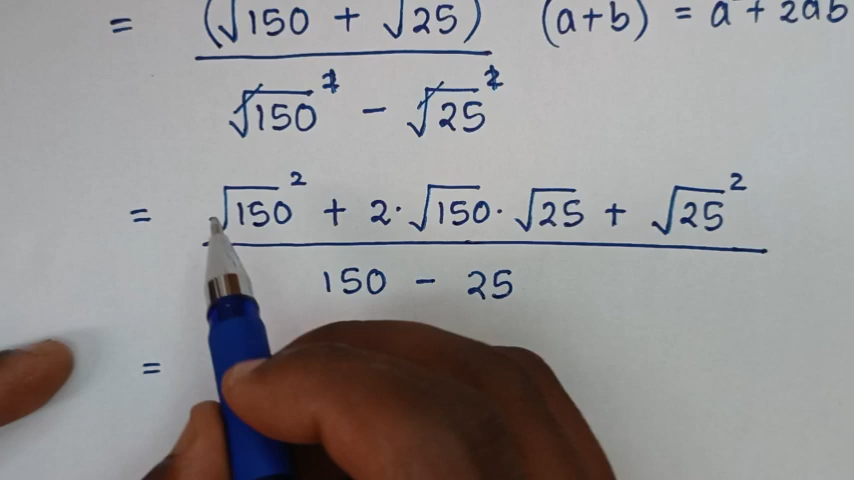 = (√150 + √25) (a+b) = a + 2ab
√150² - √25²
= √150² + 2·√150·√25 + √25²
150 - 25
=